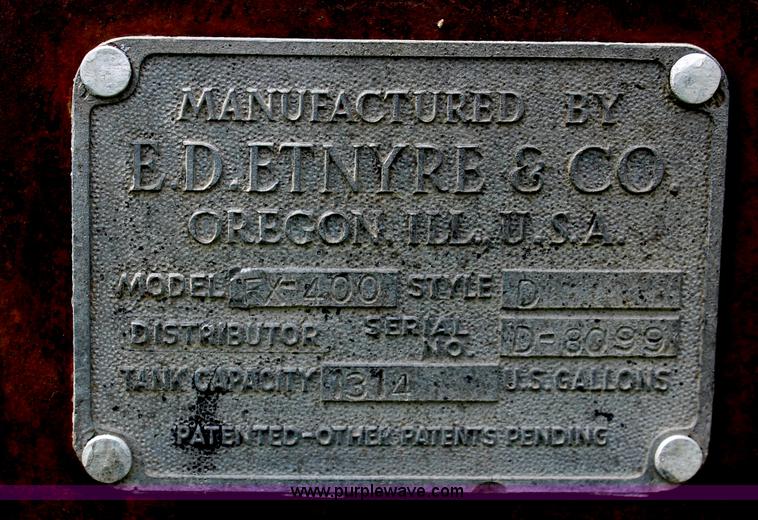 MANUFACTURED BY
E.D. ETNYRE & CO.
OREGON, ILL. U.S.A.
MODEL FX-400 STYLE D
DISTRIBUTOR SERIAL NO. D-8099
TANK CAPACITY 1314 U.S. GALLONS
PATENTED-OTHER PATENTS PENDING
www.purplewave.com